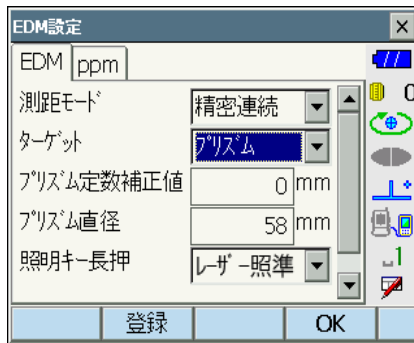 EDM設定
EDM ppm
測距モード 精密連続
ターゲット プリズム
プリズム定数補正値 0 mm
プリズム直径 58 mm
照明キー長押 レーザー照準
登録 OK
0
1